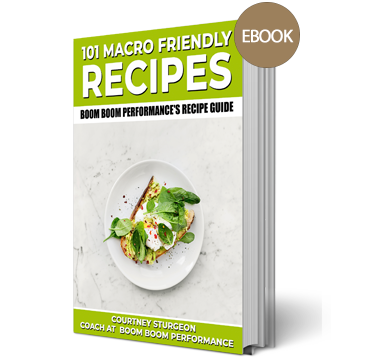 EBOOK
101 MACRO FRIENDLY
RECIPES
BOOM BOOM PERFORMANCE'S RECIPE GUIDE
COURTNEY STURGEON
COACH AT BOOM BOOM PERFORMANCE